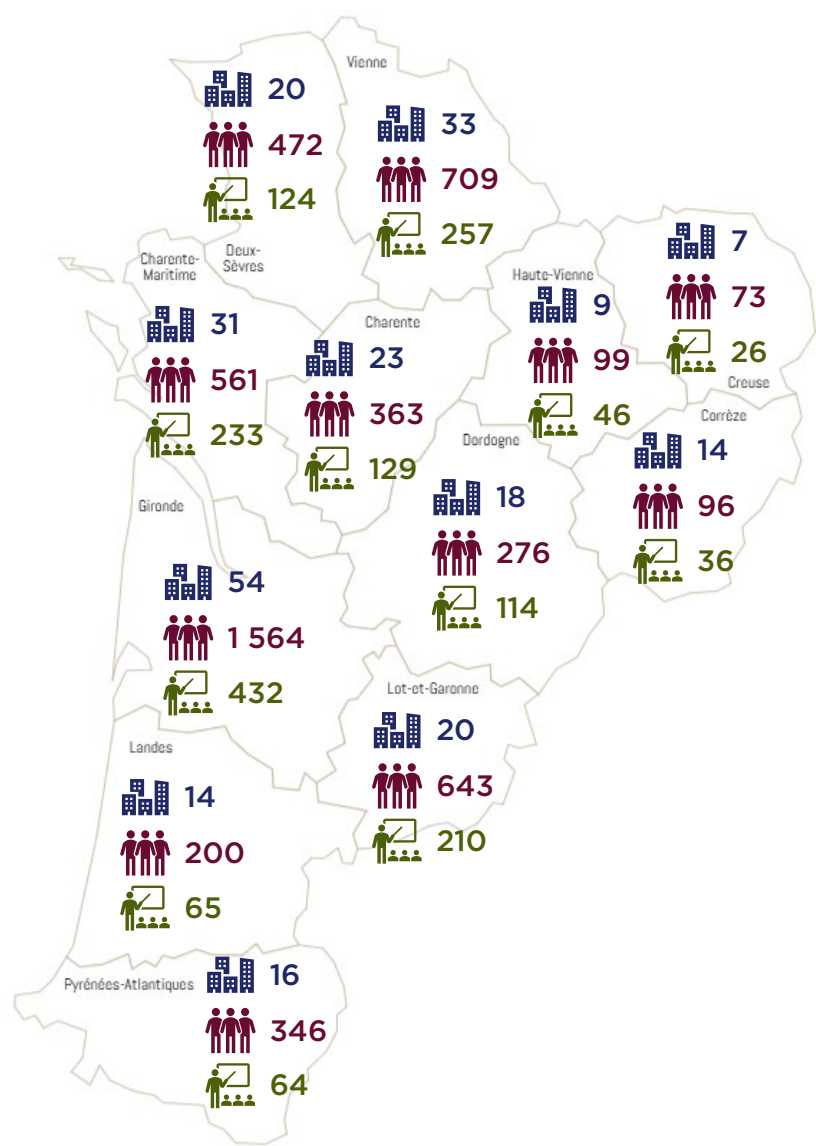 Vienne
20
472
124
33
709
257
Deux-
Sèvres
Charente-
Maritime
31
561
233
Charente
23
363
129
Haute-Vienne
9
99
46
7
73
26
Creuse
Corrèze
14
96
36
Dordogne
18
276
114
Gironde
54
1 564
432
Lot-et-Garonne
20
643
210
Landes
14
200
65
Pyrénées-Atlantiques
16
346
64